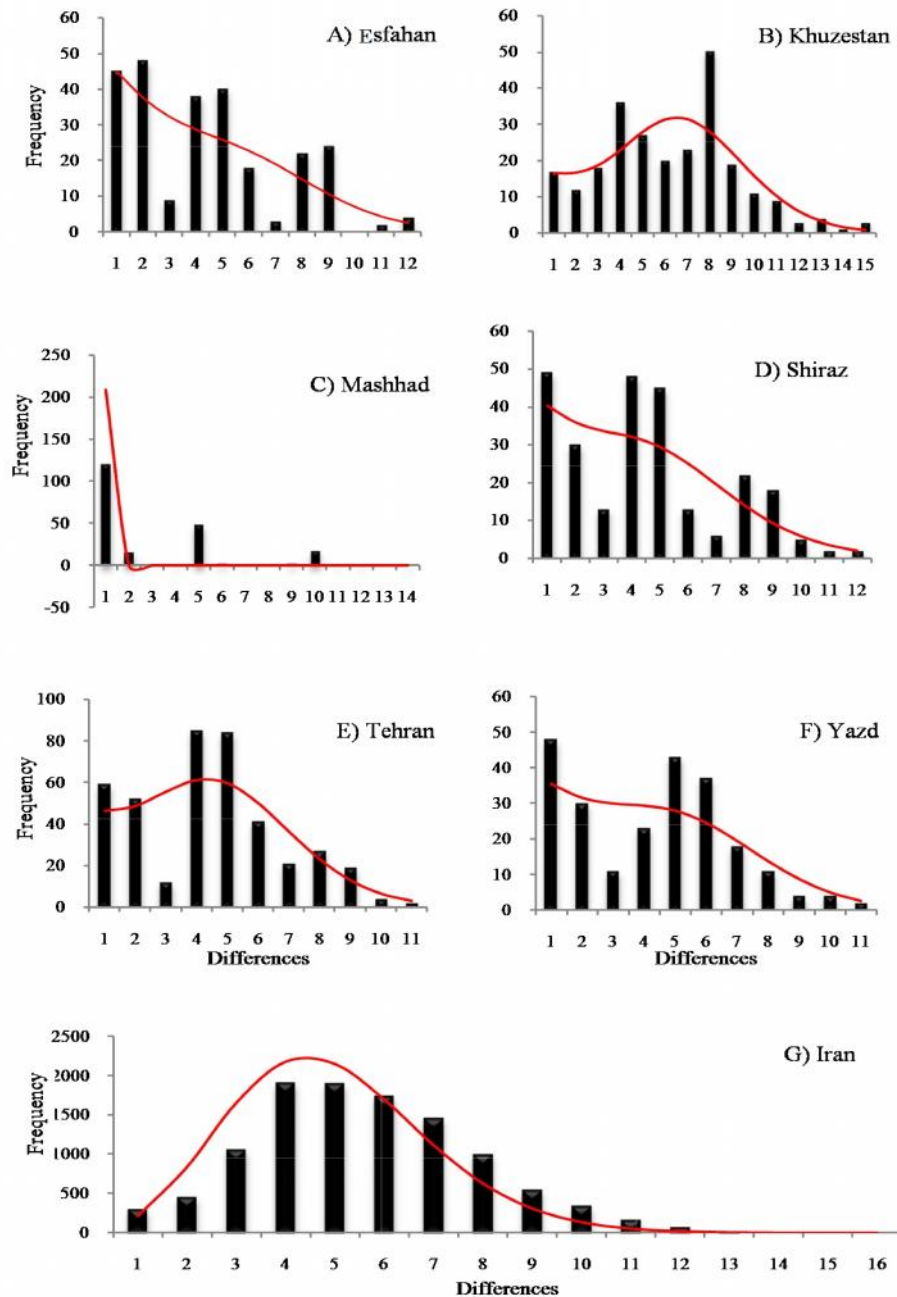 A) Esfahan
60
50
40
30
20
10
0
Frequency
1 2 3 4 5 6 7 8 9 10 11 12
B) Khuzestan
60
50
40
30
20
10
0
1 2 3 4 5 6 7 8 9 10 11 12 13 14 15
C) Mashhad
250
200
150
100
50
0
-50
Frequency
1 2 3 4 5 6 7 8 9 10 11 12 13 14
D) Shiraz
60
50
40
30
20
10
0
1 2 3 4 5 6 7 8 9 10 11 12
E) Tehran
100
80
60
40
20
0
Frequency
1 2 3 4 5 6 7 8 9 10 11
Differences
F) Yazd
60
50
40
30
20
10
0
1 2 3 4 5 6 7 8 9 10 11
Differences
G) Iran
2500
2000
1500
1000
500
0
Frequency
1 2 3 4 5 6 7 8 9 10 11 12 13 14 15 16
Differences